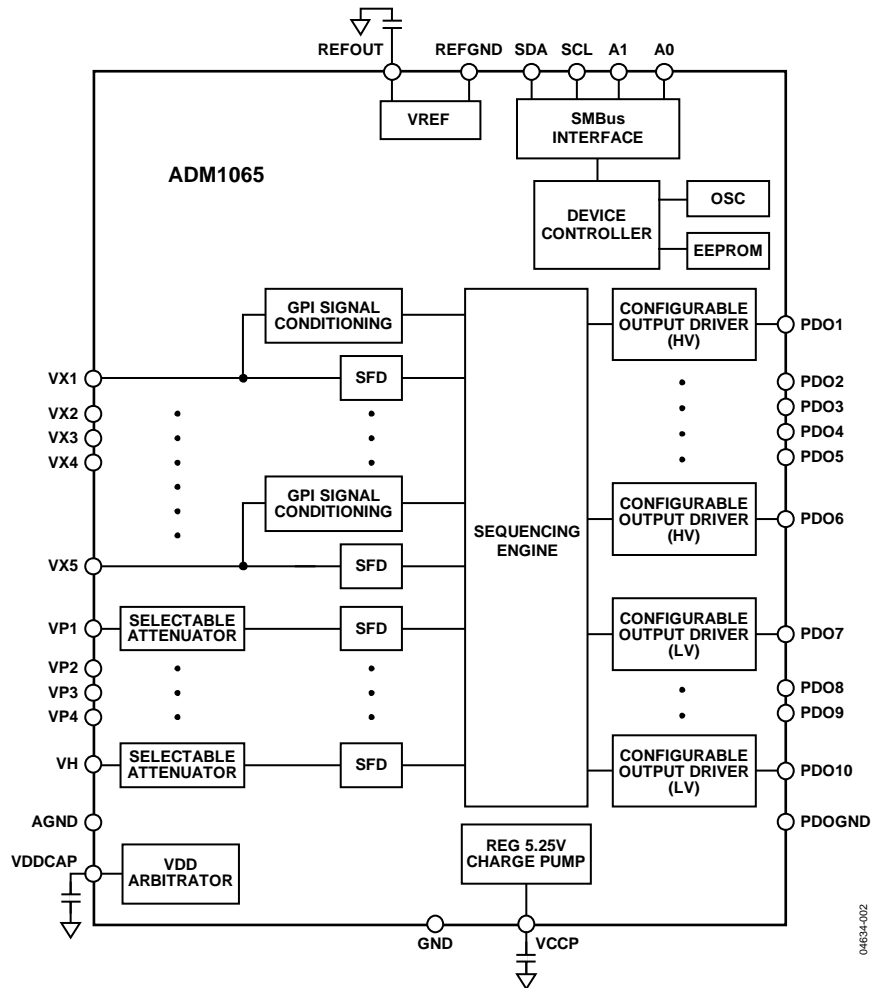 REFOUT
REFGND
SDA
SCL
A1
A0
VREF
SMBus
INTERFACE
ADM1065
DEVICE
CONTROLLER
OSC
EEPROM
GPI SIGNAL
CONDITIONING
CONFIGURABLE
OUTPUT DRIVER
(HV)
PDO1
VX1
SFD
PDO2
VX2
PDO3
VX3
PDO4
VX4
PDO5
GPI SIGNAL
CONDITIONING
SEQUENCING
ENGINE
CONFIGURABLE
OUTPUT DRIVER
(HV)
PDO6
VX5
SFD
VP1
SELECTABLE
ATTENUATOR
SFD
CONFIGURABLE
OUTPUT DRIVER
(LV)
PDO7
VP2
VP3
VP4
PDO8
PDO9
VH
SELECTABLE
ATTENUATOR
SFD
CONFIGURABLE
OUTPUT DRIVER
(LV)
PDO10
AGND
PDOGND
VDDCAP
VDD
ARBITRATOR
REG 5.25V
CHARGE PUMP
GND
VCCP
04634-002